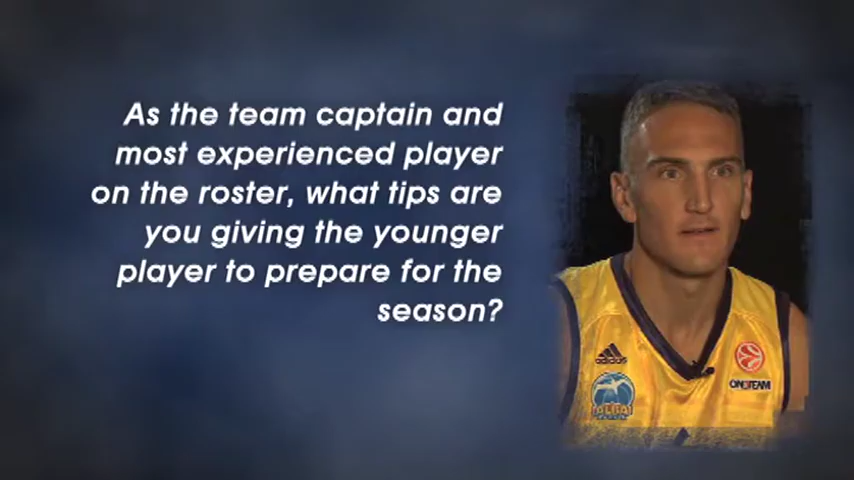 As the team captain and
most experienced player
on the roster, what tips are
you giving the younger
player to prepare for the
season?
adidas
ALBA